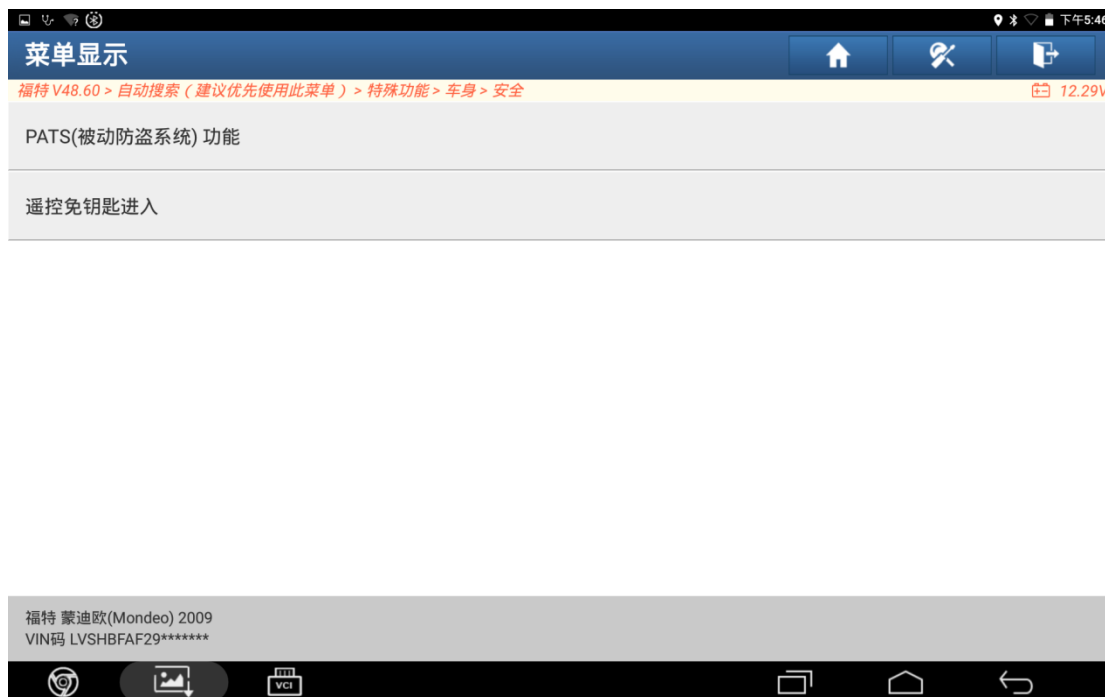 下午5:46
菜单显示
福特 V48.60 > 自动搜索（建议优先使用此菜单）> 特殊功能 > 车身 > 安全
12.29V
PATS(被动防盗系统) 功能
遥控免钥匙进入
福特 蒙迪欧(Mondeo) 2009
VIN码 LVSHBFAF29*******
VCI